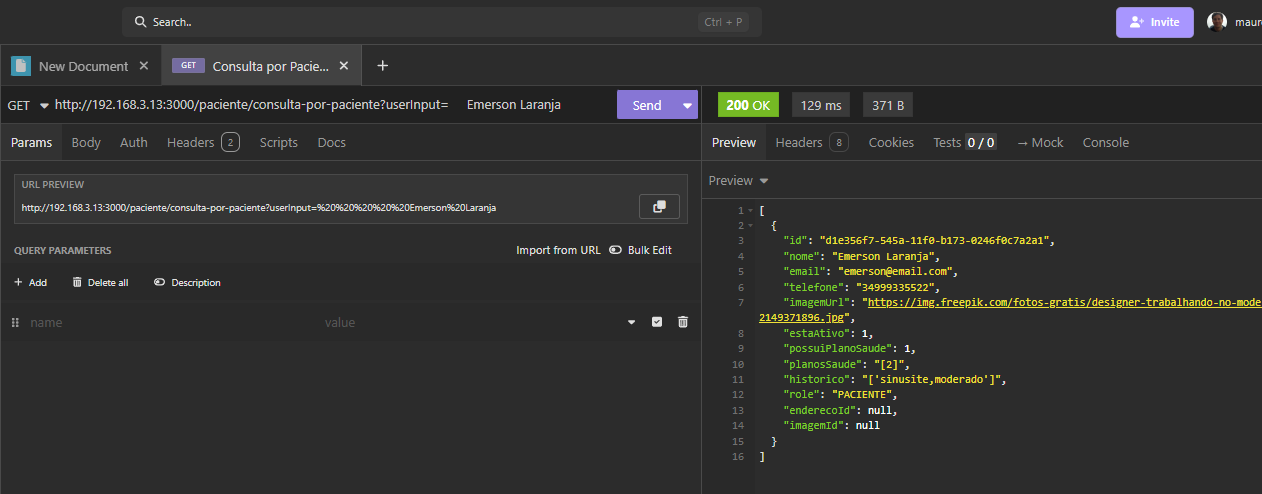 Search..
Ctrl + P
Invite
maur
New Document
GET Consulta por Pacie...
GET http://192.168.3.13:3000/paciente/consulta-por-paciente?userInput=     Emerson Laranja
Send
200 OK
129 ms
371 B
Params Body Auth Headers 2 Scripts Docs
Preview Headers 8 Cookies Tests 0 / 0 → Mock Console
URL PREVIEW
http://192.168.3.13:3000/paciente/consulta-por-paciente?userInput=%20%20%20%20%20Emerson%20Laranja
QUERY PARAMETERS
Import from URL
Bulk Edit
+ Add
Delete all
Description
name
value
Preview
1 [
2 {
3 "id": "d1e356f7-545a-11f0-b173-0246f0c7a2a1",
4 "nome": "Emerson Laranja",
5 "email": "emerson@email.com",
6 "telefone": "34999335522",
7 "imagemUrl": "https://img.freepik.com/fotos-gratis/designer-trabalhando-no-mode
2149371896.jpg",
8 "estaAtivo": 1,
9 "possuiPlanoSaude": 1,
10 "planosSaude": "[2]",
11 "historico": "['sinusite,moderado']",
12 "role": "PACIENTE",
13 "enderecoId": null,
14 "imagemId": null
15 }
16 ]